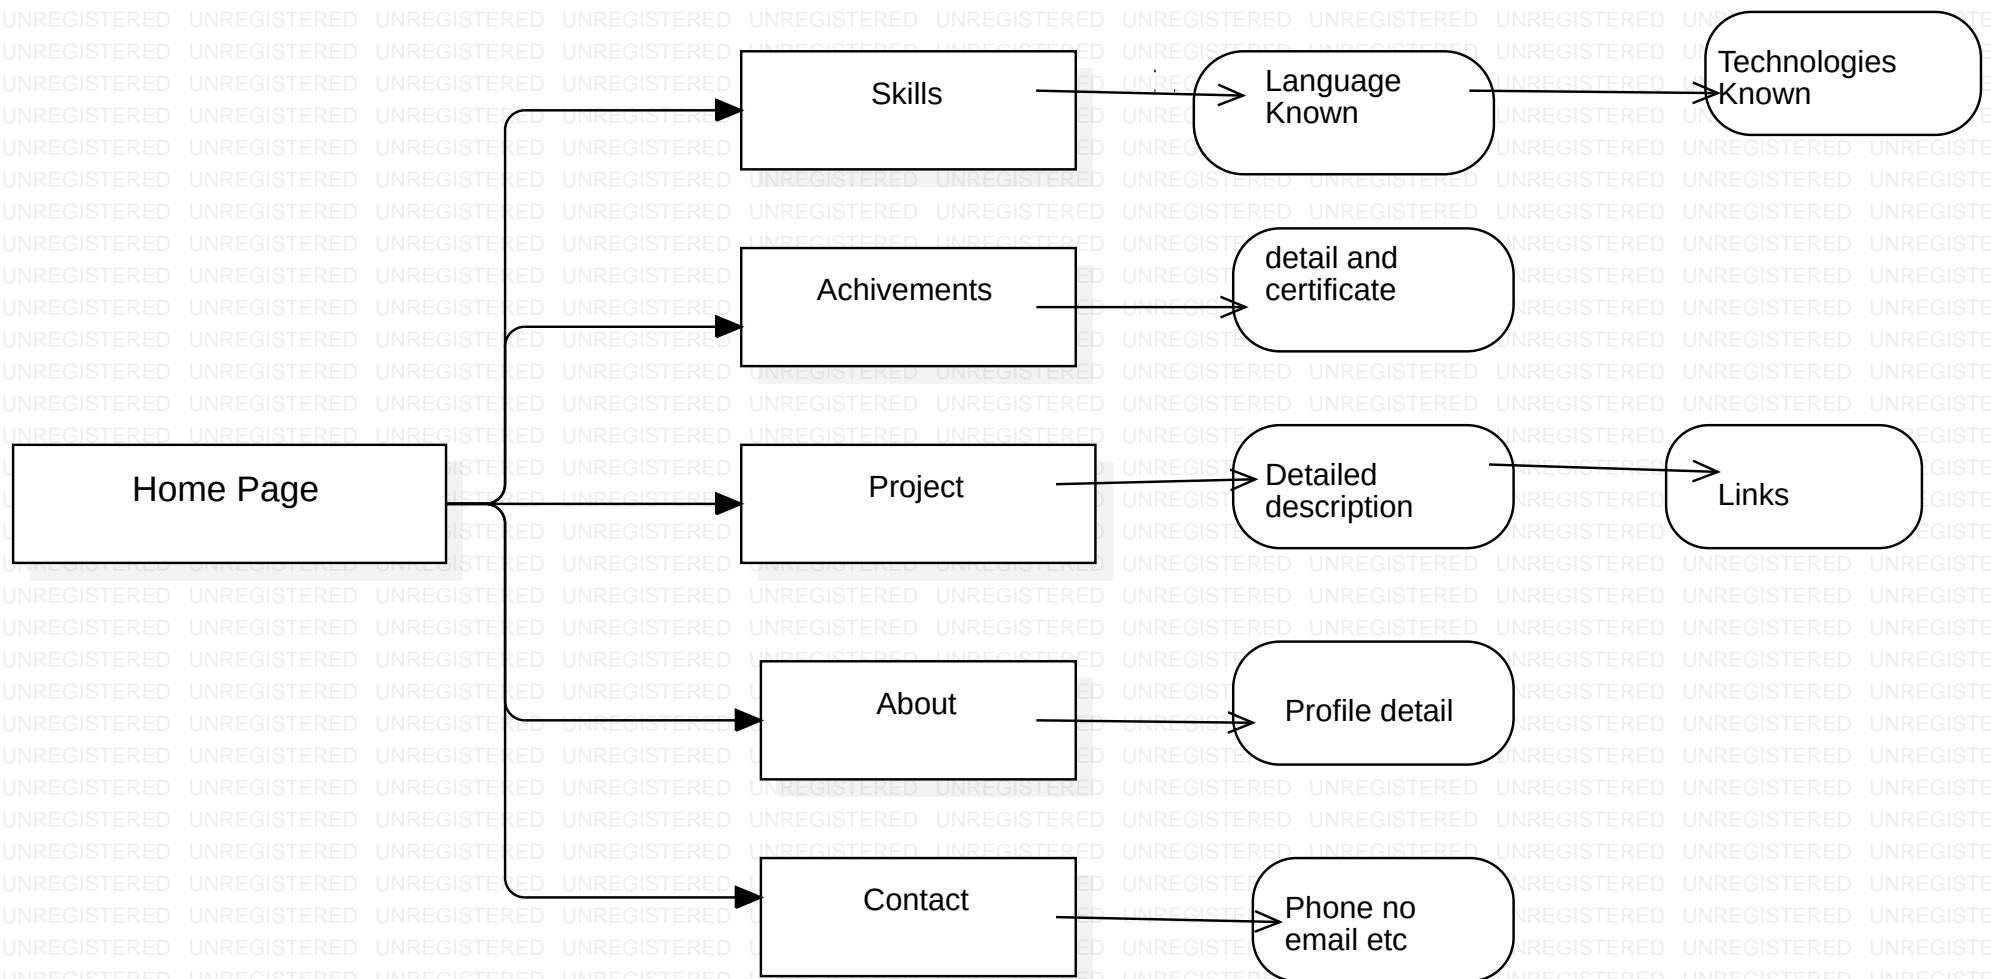 Skills
Language
Known
Technologies
Known
Achivements
detail and
certificate
Home Page
Project
Detailed
description
Links
About
Profile detail
Contact
Phone no
email etc
UNREGISTERED